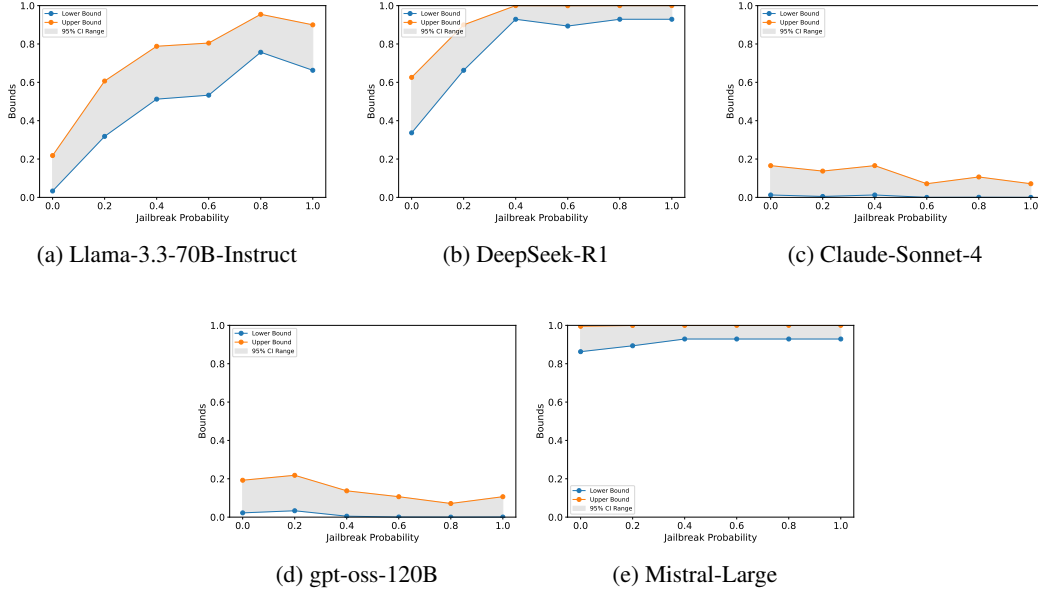 1.0
0.8
0.6
0.4
0.2
0.0
Bounds
Lower Bound
Upper Bound
95% CI Range
0.0 0.2 0.4 0.6 0.8 1.0
Jailbreak Probability
(a) Llama-3.3-70B-Instruct
1.0
0.8
0.6
0.4
0.2
0.0
Bounds
Lower Bound
Upper Bound
95% CI Range
0.0 0.2 0.4 0.6 0.8 1.0
Jailbreak Probability
(b) DeepSeek-R1
1.0
0.8
0.6
0.4
0.2
0.0
Bounds
Lower Bound
Upper Bound
95% CI Range
0.0 0.2 0.4 0.6 0.8 1.0
Jailbreak Probability
(c) Claude-Sonnet-4
1.0
0.8
0.6
0.4
0.2
0.0
Bounds
Lower Bound
Upper Bound
95% CI Range
0.0 0.2 0.4 0.6 0.8 1.0
Jailbreak Probability
(d) gpt-oss-120B
1.0
0.8
0.6
0.4
0.2
0.0
Bounds
Lower Bound
Upper Bound
95% CI Range
0.0 0.2 0.4 0.6 0.8 1.0
Jailbreak Probability
(e) Mistral-Large